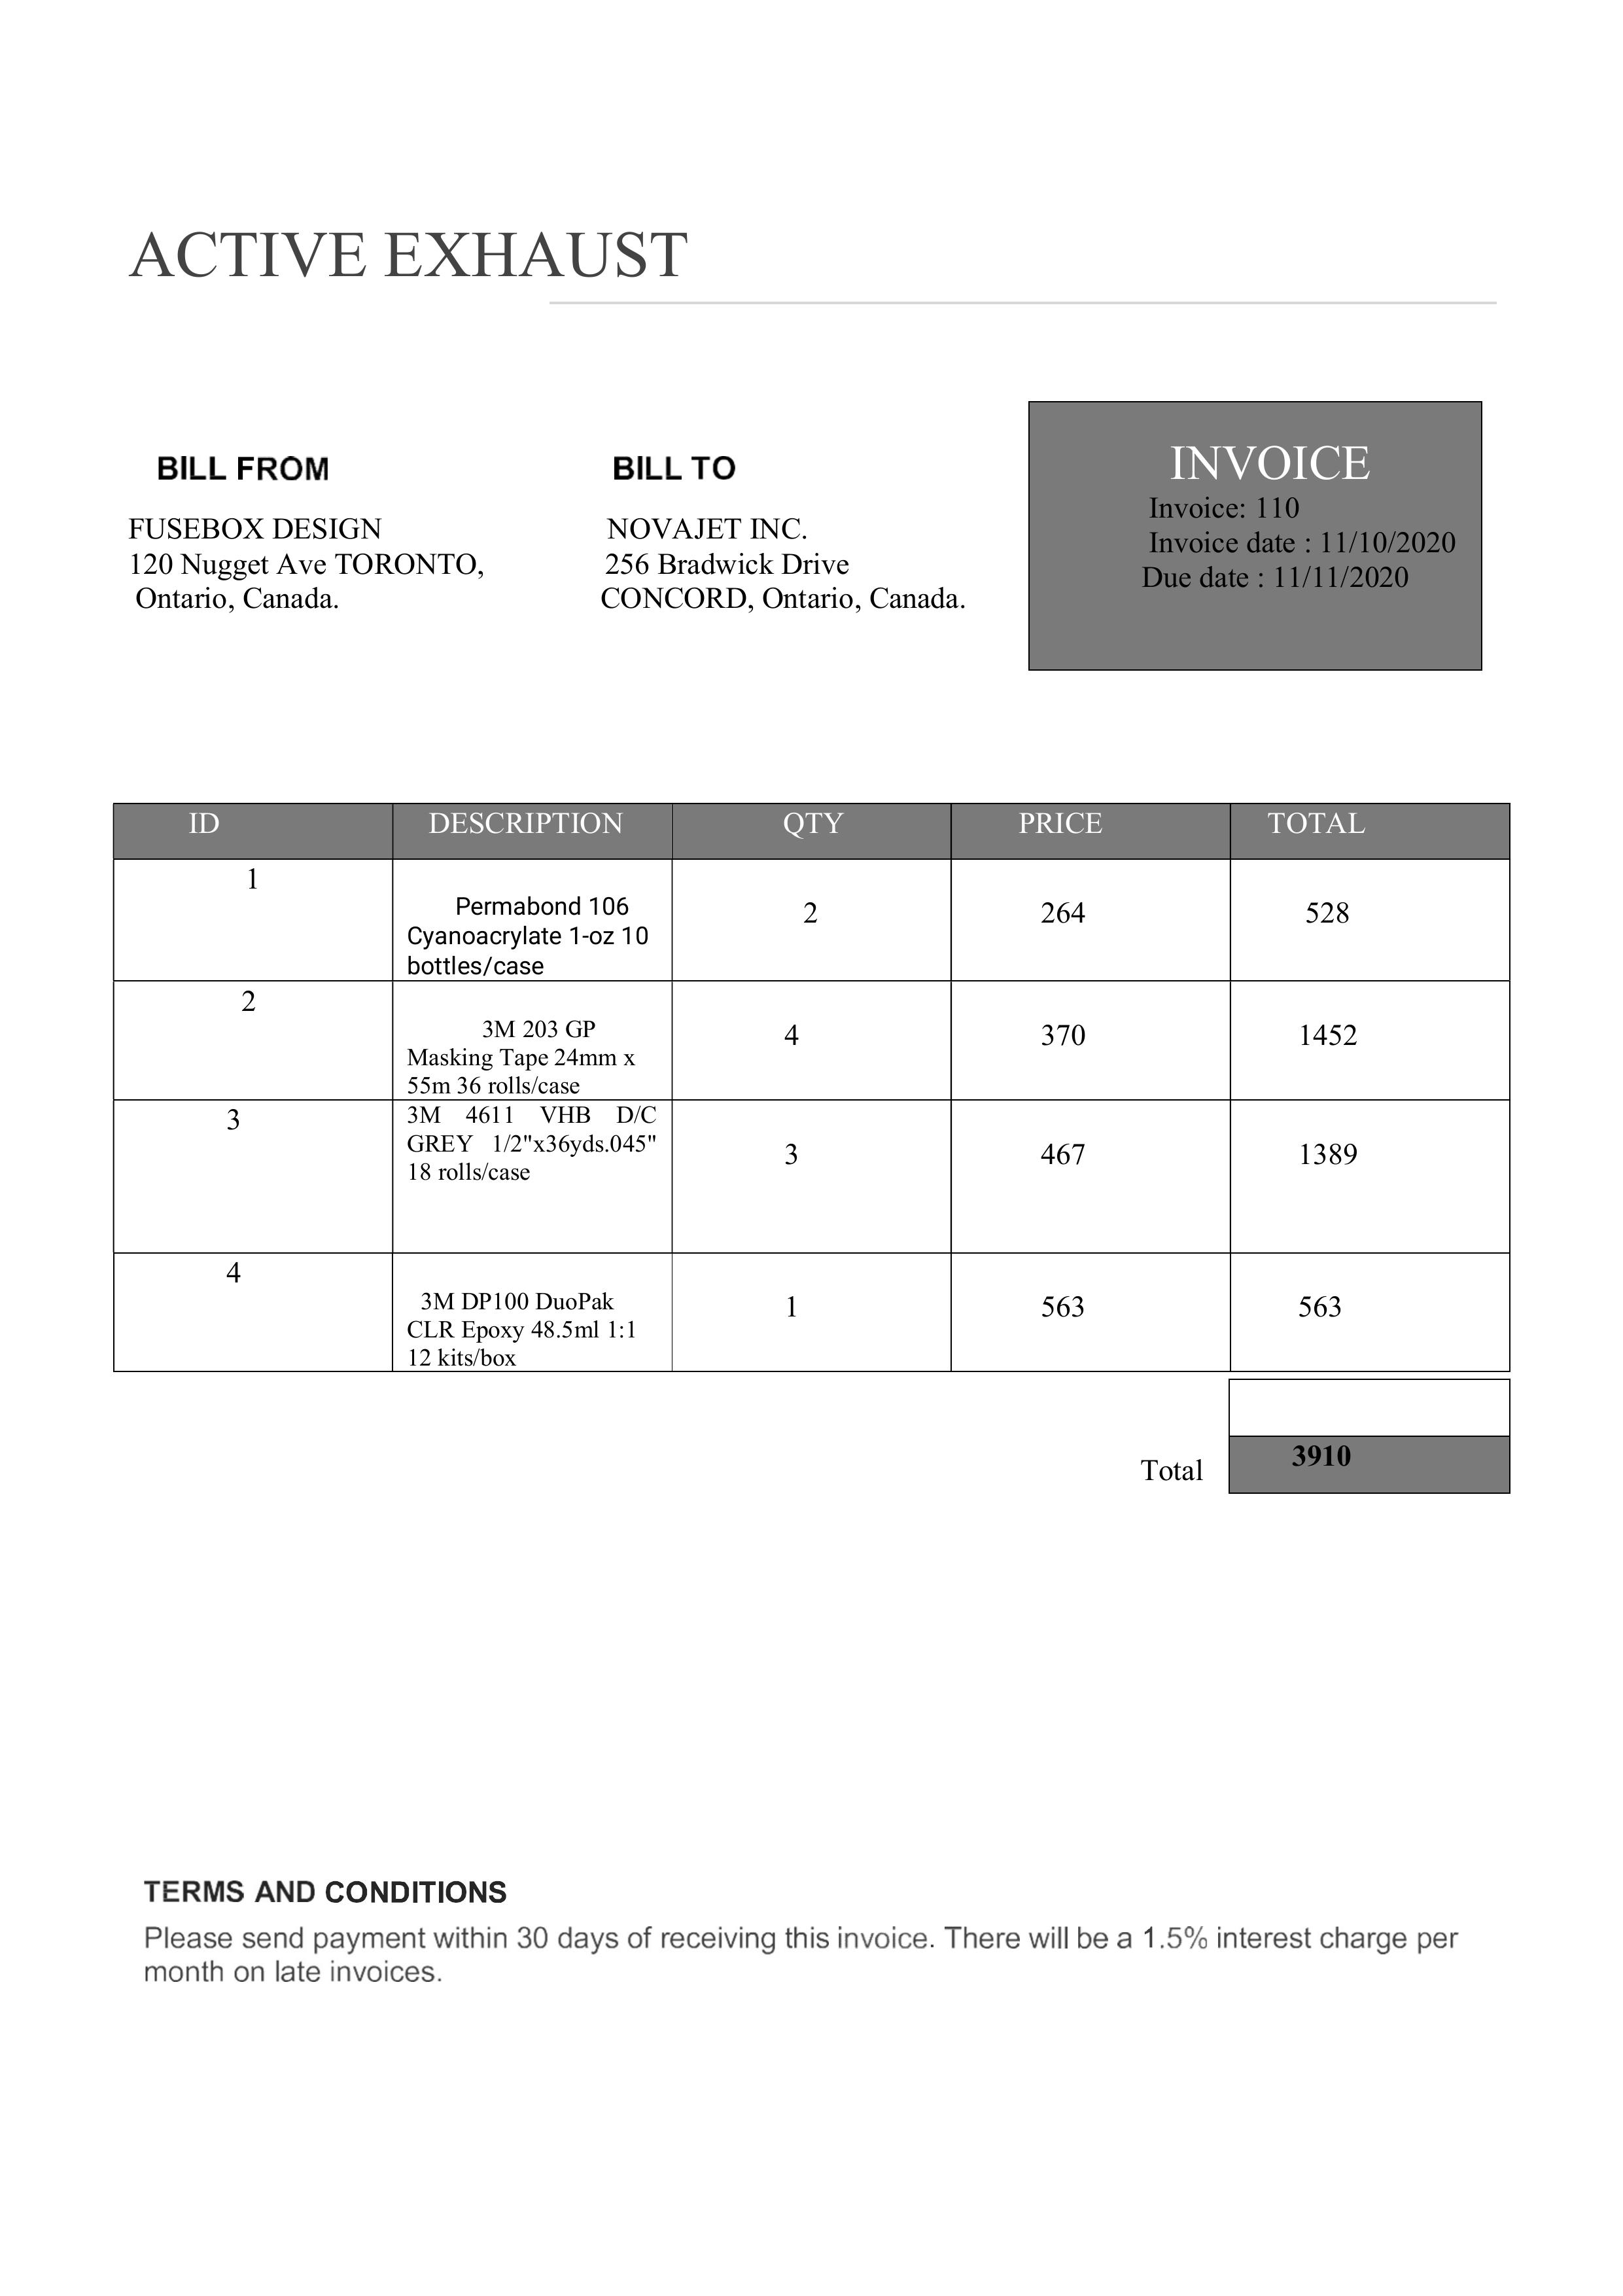 ACTIVE EXHAUST
BILL FROM
FUSEBOX DESIGN
120 Nugget Ave TORONTO,
Ontario, Canada.
BILL TO
NOVAJET INC.
256 Bradwick Drive
CONCORD, Ontario, Canada.
INVOICE
Invoice: 110
Invoice date : 11/10/2020
Due date : 11/11/2020
ID DESCRIPTION QTY PRICE TOTAL
1
Permabond 106
Cyanoacrylate 1-oz 10
bottles/case
2 264 528
2
3M 203 GP
Masking Tape 24mm x
55m 36 rolls/case
4 370 1452
3
3M 4611 VHB D/C
GREY 1/2"x36yds.045"
18 rolls/case
3 467 1389
4
3M DP100 DuoPak
CLR Epoxy 48.5ml 1:1
12 kits/box
1 563 563
Total 3910
TERMS AND CONDITIONS
Please send payment within 30 days of receiving this invoice. There will be a 1.5% interest charge per
month on late invoices.